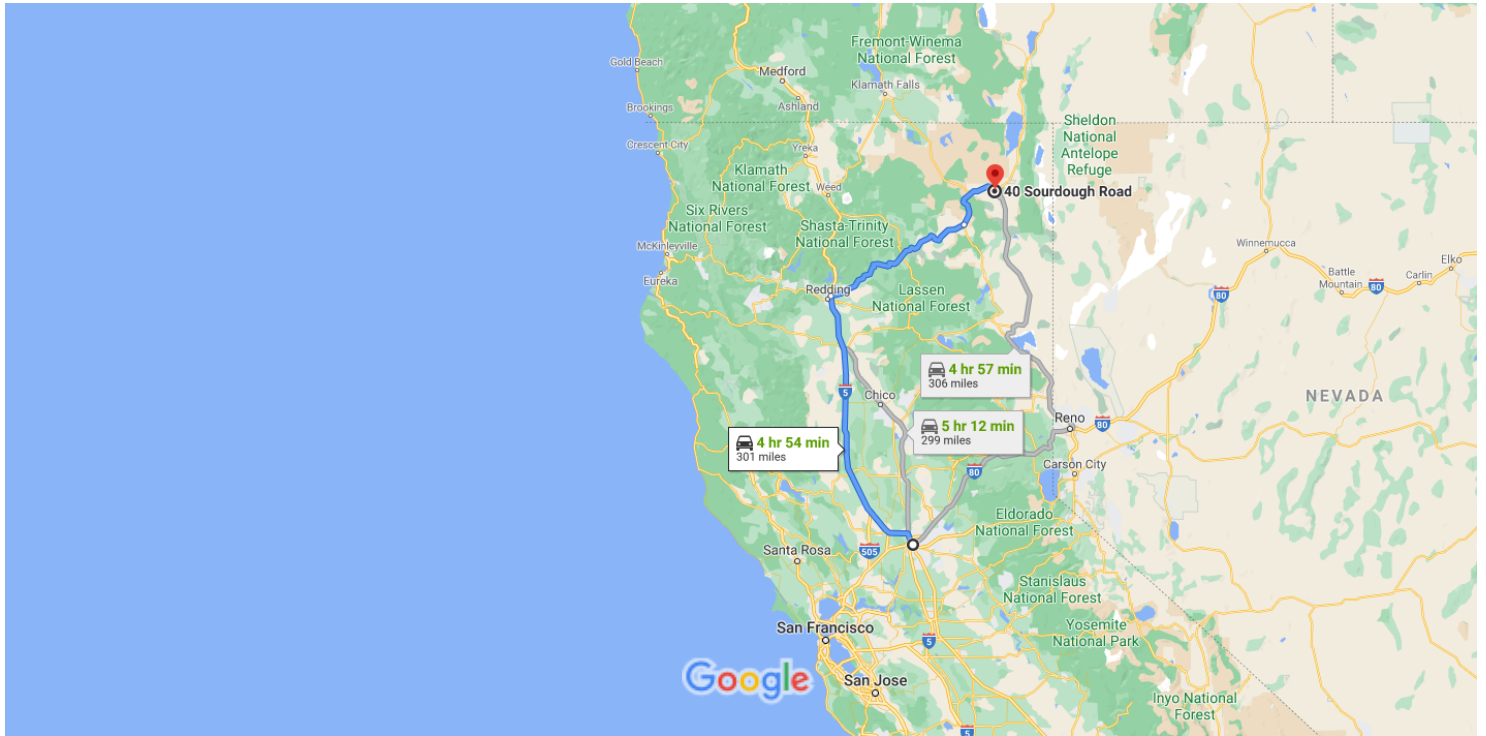 Fremont-Winema
National Forest
Gold Beach
Medford
Klamath Falls
Brookings
Ashland
Sheldon
National
Antelope
Refuge
Crescent City
Yreka
Klamath
National Forest
Weed
40 Sourdough Road
Six Rivers
National Forest
Shasta-Trinity
National Forest
McKinleyville
Winnemucca
Elko
Battle
Mountain
80
Carlin
Eureka
Redding
Lassen
National Forest
80
4 hr 57 min
306 miles
5
Chico
NEVADA
5 hr 12 min
299 miles
Reno
80
4 hr 54 min
301 miles
80
Carson City
Eldorado
National Forest
Santa Rosa
505
Stanislaus
National Forest
San Francisco
5
Yosemite
National Park
Google
San Jose
Inyo National
Forest
5